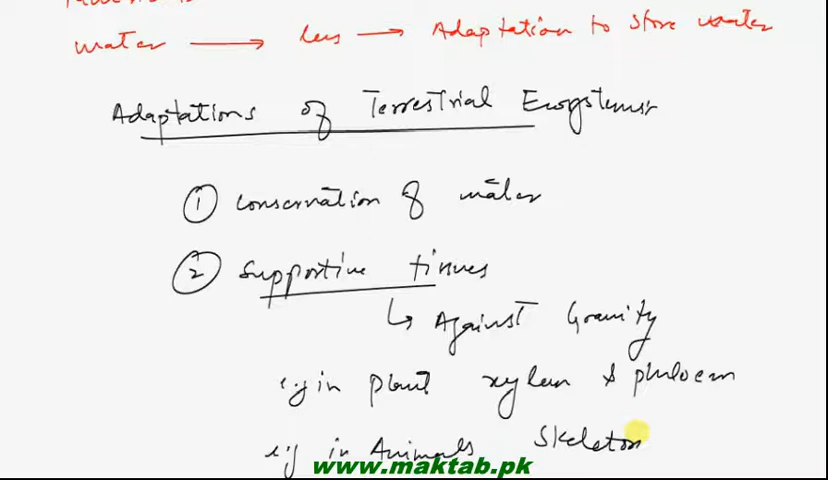 water → less → Adaptation to store water
Adaptations of Terrestrial Ecosystems
① Conservation of water
② Supportive tissues
↳ Against Gravity
e.g in plant xylem & phloem
e.g in Animals Skeleton
www.maktab.pk